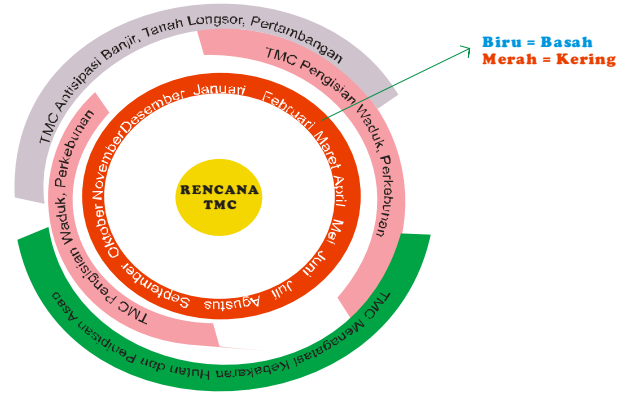 TMC Antisipasi Banjir, Tanah Longsor, Pertambangan
Biru = Basah
Merah = Kering
TMC Pengisian Waduk, Perkebunan
Januari
Februari
Maret
April
Mei
Juni
Juli
Agustus
September
Oktober
November
Desember
RENCANA
TMC
TMC Pengisian Waduk, Perkebunan
TMC Menagatasi Kebakaran Hutan dan Penipisan Asap